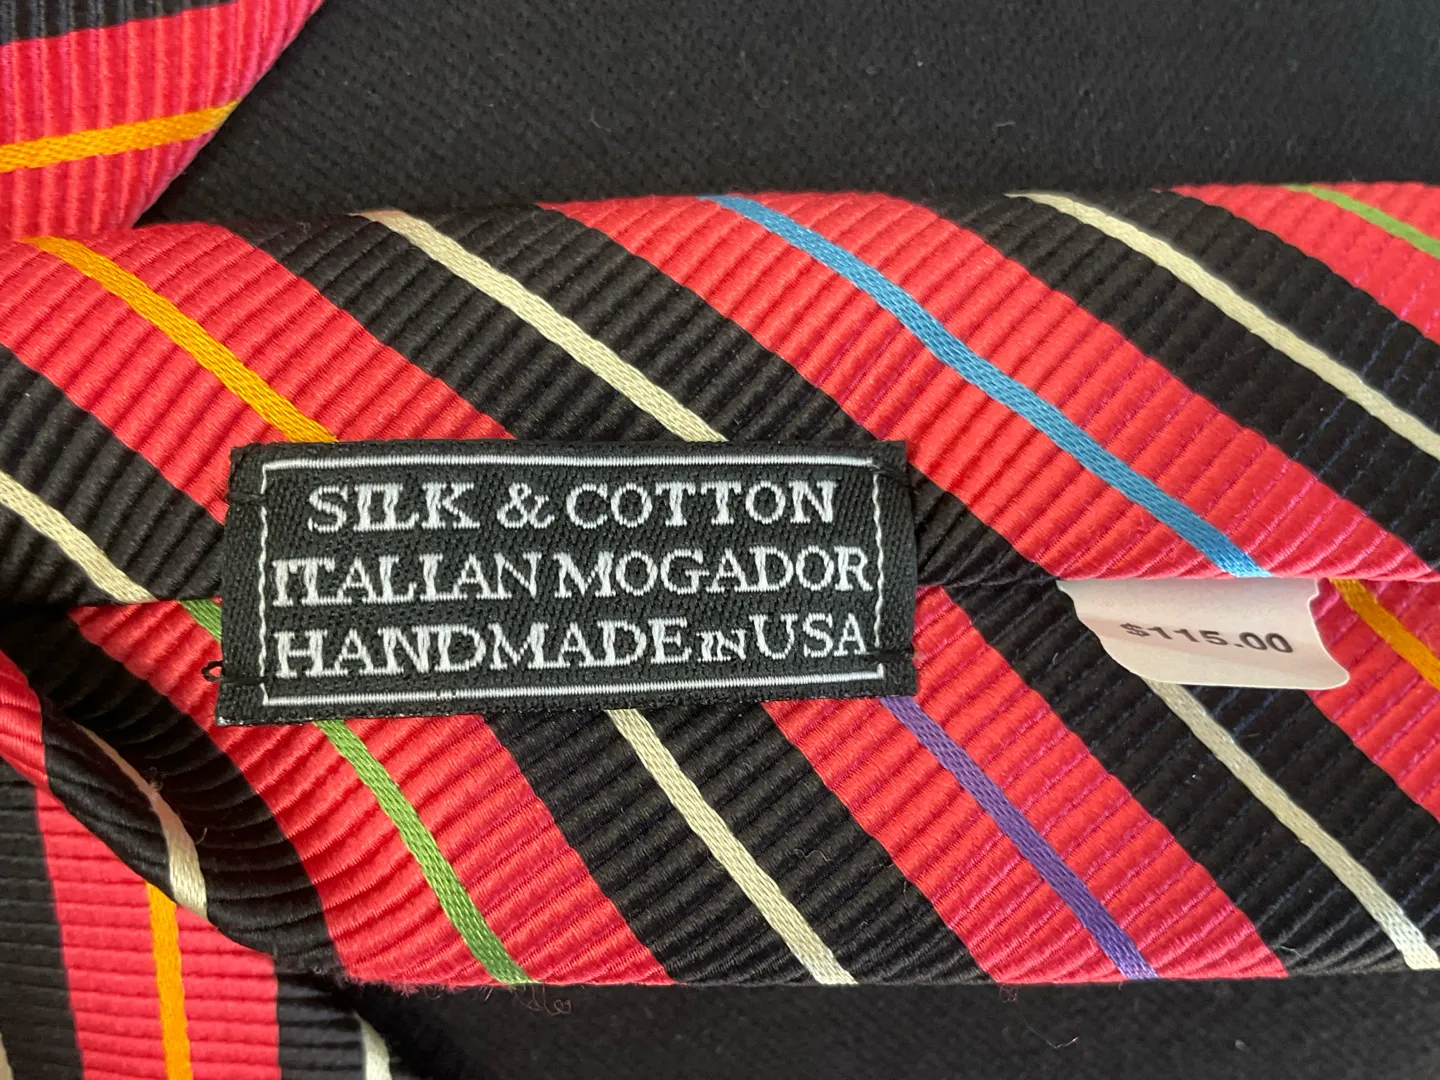 SILK & COTTON
ITALIAN MOGADOR
HANDMADE IN USA
$115.00